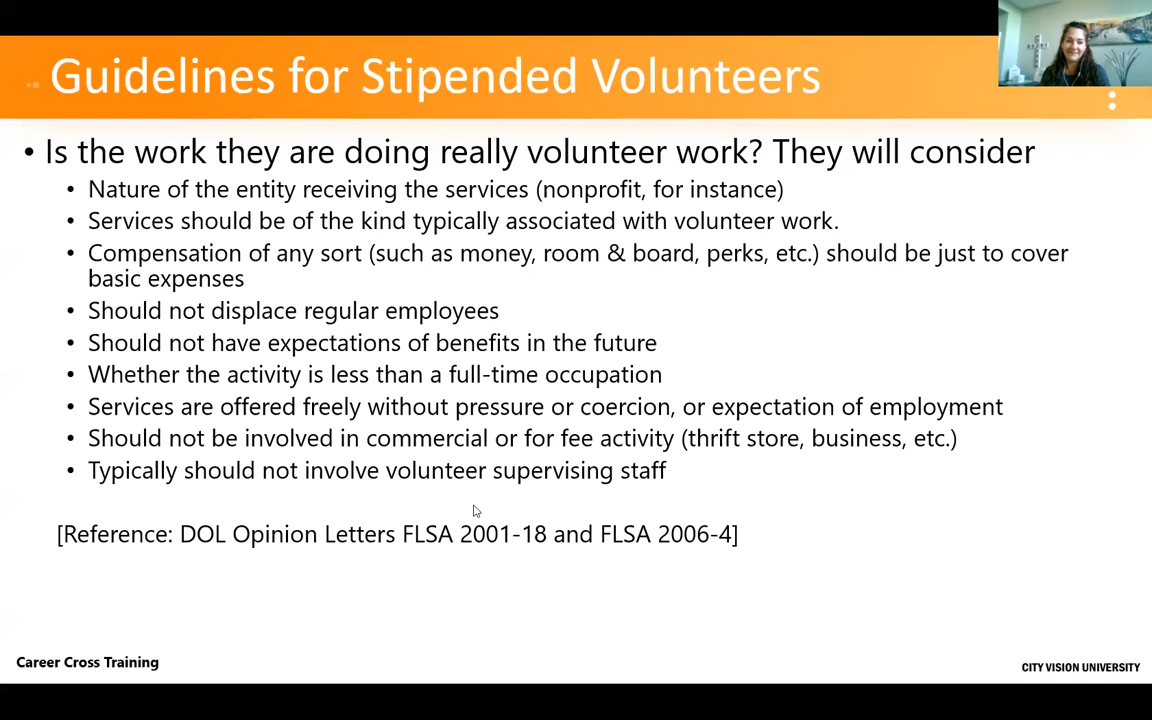 Guidelines for Stipended Volunteers
• Is the work they are doing really volunteer work? They will consider
• Nature of the entity receiving the services (nonprofit, for instance)
• Services should be of the kind typically associated with volunteer work.
• Compensation of any sort (such as money, room & board, perks, etc.) should be just to cover
basic expenses
• Should not displace regular employees
• Should not have expectations of benefits in the future
• Whether the activity is less than a full-time occupation
• Services are offered freely without pressure or coercion, or expectation of employment
• Should not be involved in commercial or for fee activity (thrift store, business, etc.)
• Typically should not involve volunteer supervising staff
[Reference: DOL Opinion Letters FLSA 2001-18 and FLSA 2006-4]
Career Cross Training
CITY VISION UNIVERSITY